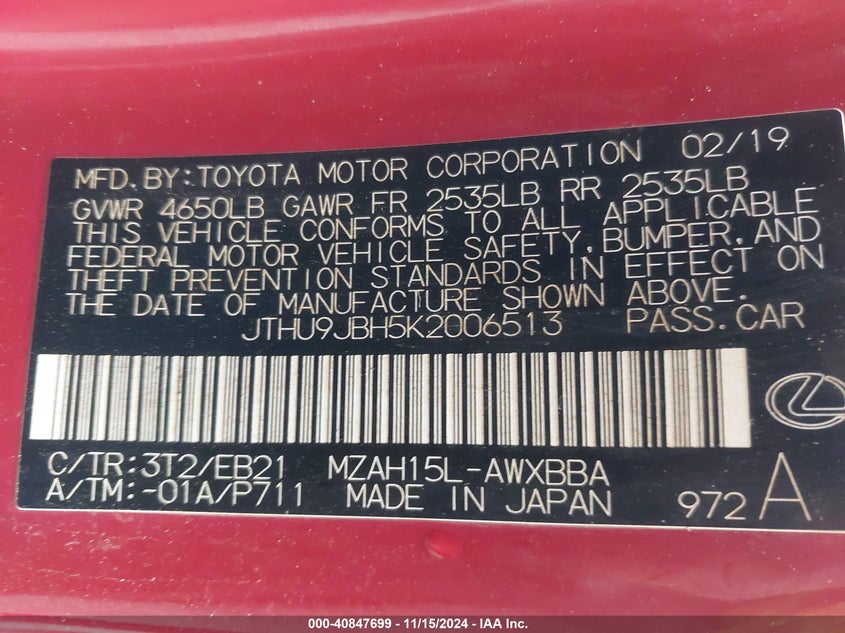 MFD. BY: TOYOTA MOTOR CORPORATION 02/19
GVWR 4650LB GAWR FR 2535LB RR 2535LB
THIS VEHICLE CONFORMS TO ALL APPLICABLE
FEDERAL MOTOR VEHICLE SAFETY, BUMPER, AND
THEFT PREVENTION STANDARDS IN EFFECT ON
THE DATE OF MANUFACTURE SHOWN ABOVE.
JTHU9JBH5K2006513 PASS. CAR
C/TR: 3T2/EB21 MZAH15L-AWXBBA
A/TM: -01A/P711 MADE IN JAPAN 972 A
000-40847699 - 11/15/2024 - IAA Inc.